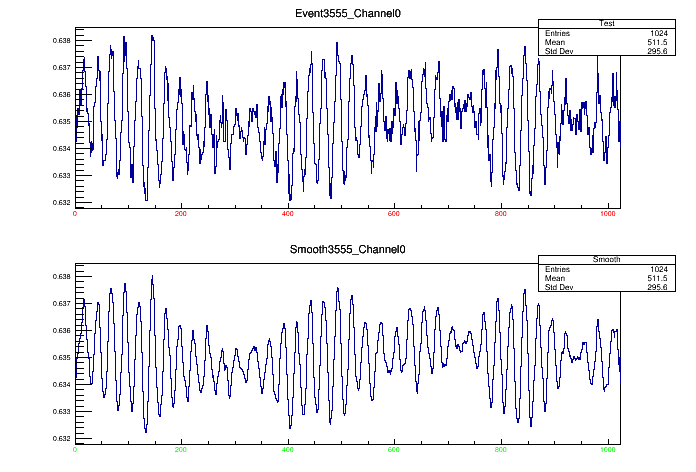 Event3555_Channel0
Test
Entries 1024
Mean 511.5
Std Dev 295.6
0.638
0.637
0.636
0.635
0.634
0.633
0.632
0 200 400 600 800 1000
Smooth3555_Channel0
Smooth
Entries 1024
Mean 511.5
Std Dev 295.6
0.638
0.637
0.636
0.635
0.634
0.633
0.632
0 200 400 600 800 1000